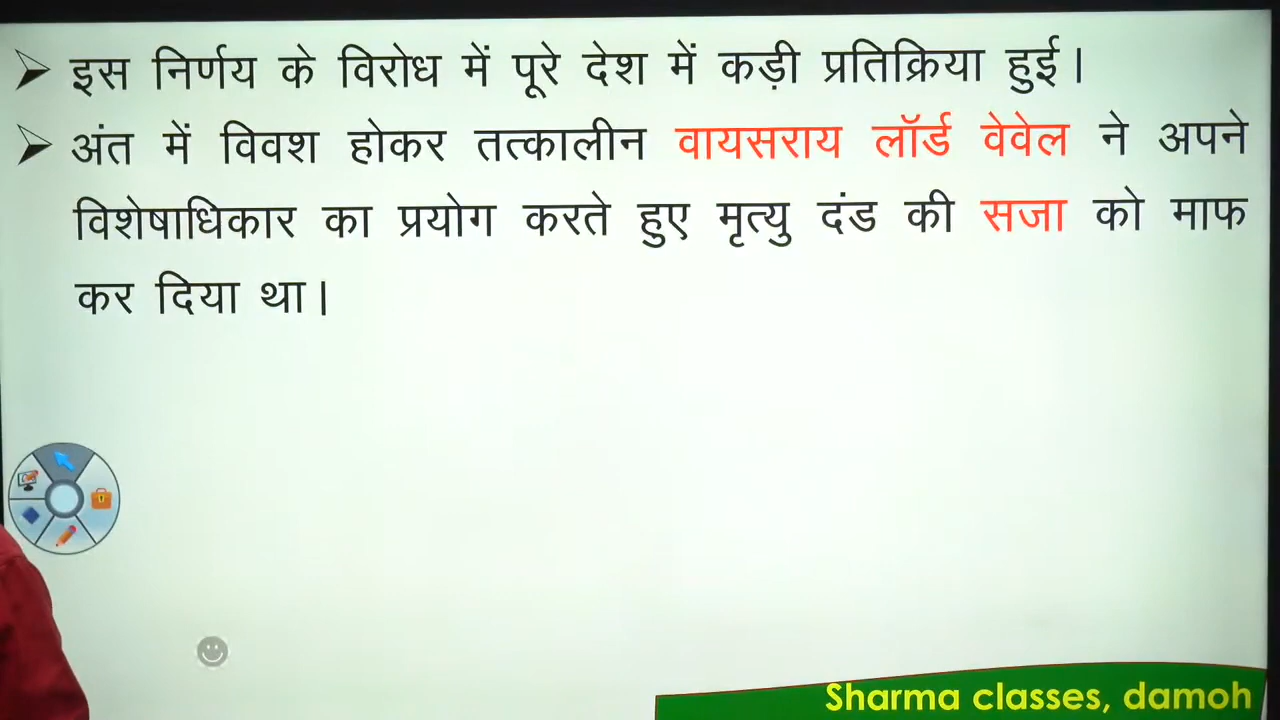 ➢ इस निर्णय के विरोध में पूरे देश में कड़ी प्रतिक्रिया हुई।
➢ अंत में विवश होकर तत्कालीन वायसराय लॉर्ड वेवेल ने अपने
विशेषाधिकार का प्रयोग करते हुए मृत्यु दंड की सजा को माफ
कर दिया था।
Sharma classes, damoh